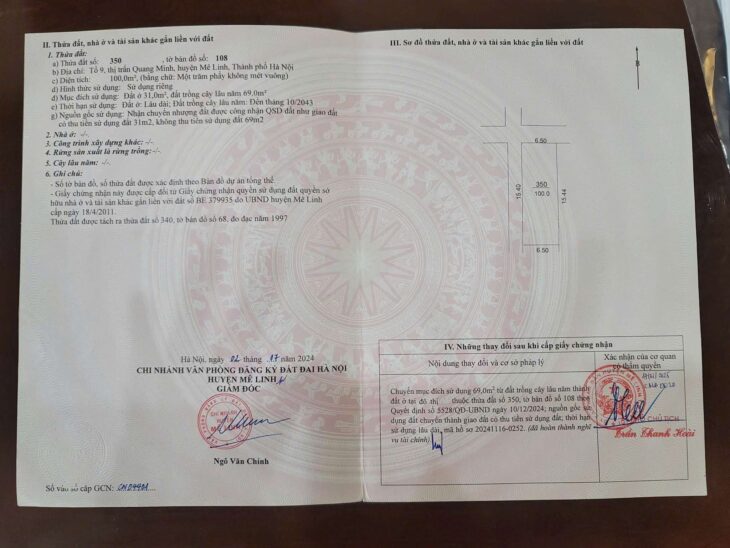 II. Thửa đất, nhà ở và tài sản khác gắn liền với đất
1. Thửa đất:
a) Thửa đất số: 350 , tờ bản đồ số: 108
b) Địa chỉ: Tổ 9, thị trấn Quang Minh, huyện Mê Linh, Thành phố Hà Nội
c) Diện tích: 100,0m², (bằng chữ: Một trăm phẩy không mét vuông)
d) Hình thức sử dụng: Sử dụng riêng
đ) Mục đích sử dụng: Đất ở 31,0m², đất trồng cây lâu năm 69.0m²
e) Thời hạn sử dụng: Đất ở: Lâu dài; Đất trồng cây lâu năm: Đến tháng 10/2043
g) Nguồn gốc sử dụng: Nhận chuyển nhượng đất được công nhận QSD đất như giao đất
có thu tiền sử dụng đất 31m2, không thu tiền sử dụng đất 69m2
2. Nhà ở: -/-.
3. Công trình xây dựng khác: -/-.
4. Rừng sản xuất là rừng trồng: -/-.
5. Cây lâu năm: -/-.
6. Ghi chú:
- Số tờ bản đồ, số thửa đất được xác định theo Bản đồ dự án tổng thể.
- Giấy chứng nhận này được cấp đổi từ Giấy chứng nhận quyền sử dụng đất quyền sở
hữu nhà ở và tài sản khác gắn liền với đất số BE 379935 do UBND huyện Mê Linh
cấp ngày 18/4/2011.
Thửa đất được tách ra thửa đất số 340, tờ bản đồ số 68, đo đạc năm 1997
Hà Nội, ngày 02 tháng 7 năm 2024
CHI NHÁNH VĂN PHÒNG ĐĂNG KÝ ĐẤT ĐAI HÀ NỘI
HUYỆN MÊ LINH
GIÁM ĐỐC
Ngô Văn Chính
Số vào sổ cấp GCN:
III. Sơ đồ thửa đất, nhà ở và tài sản khác gắn liền với đất
B
6.50
15.40
350
100.0
15.44
6.50
IV. Những thay đổi sau khi cấp giấy chứng nhận
Nội dung thay đổi và cơ sở pháp lý
Xác nhận của cơ quan
có thẩm quyền
Chuyển mục đích sử dụng 69,0m² từ đất trồng cây lâu năm thành
đất ở tại đô thị thuộc thửa đất số 350, tờ bản đồ số 108 theo
Quyết định số 5528/QĐ-UBND ngày 10/12/2024; nguồn gốc sử
dụng đất chuyển thành giao đất có thu tiền sử dụng đất, thời hạn
sử dụng lâu dài, mã hồ sơ 20241116-0252. (đã hoàn thành nghĩa
vụ tài chính).
CHỦ TỊCH
Trần Thanh Hoài